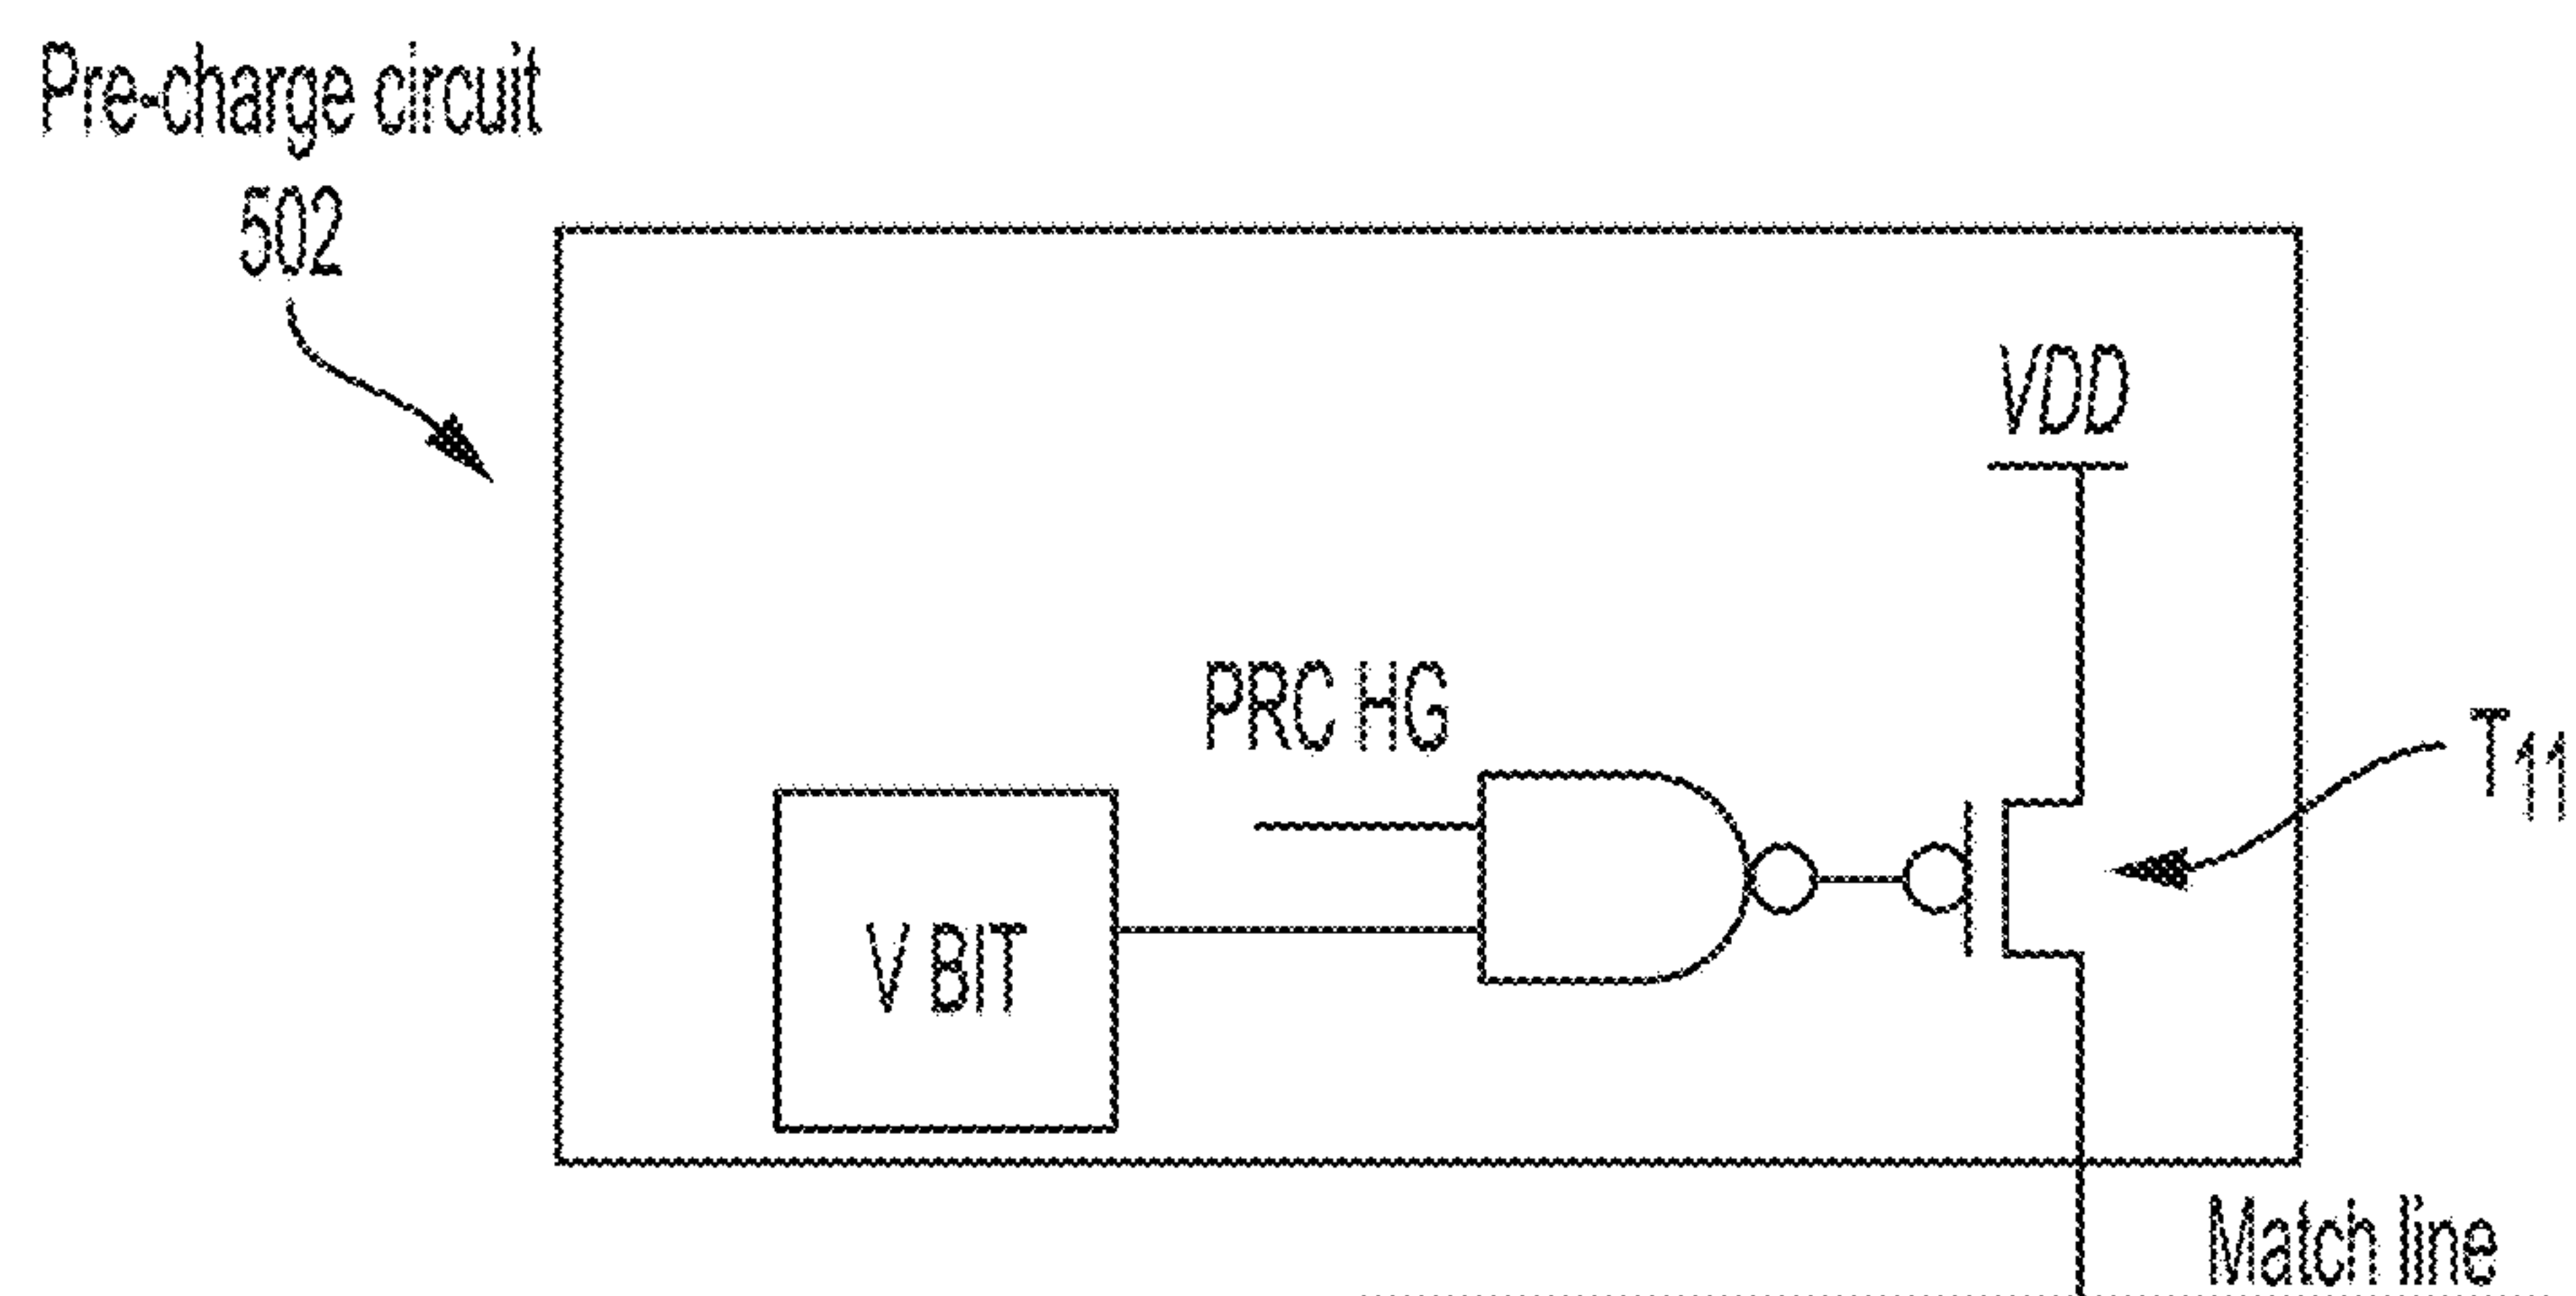 Pre-charge circuit
502
VDD
PRC HG
T11
V BIT
Match line